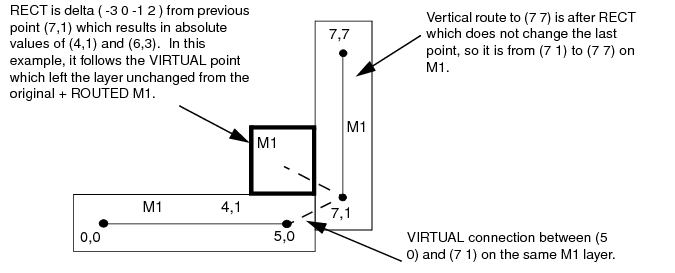 RECT is delta ( -3 0 -1 2 ) from previous
point (7,1) which results in absolute
values of (4,1) and (6,3). In this
example, it follows the VIRTUAL point
which left the layer unchanged from the
original + ROUTED M1.
7,7
Vertical route to (7 7) is after RECT
which does not change the last
point, so it is from (7 1) to (7 7) on
M1.
M1
M1
M1
4,1
7,1
0,0
5,0
VIRTUAL connection between (5
0) and (7 1) on the same M1 layer.